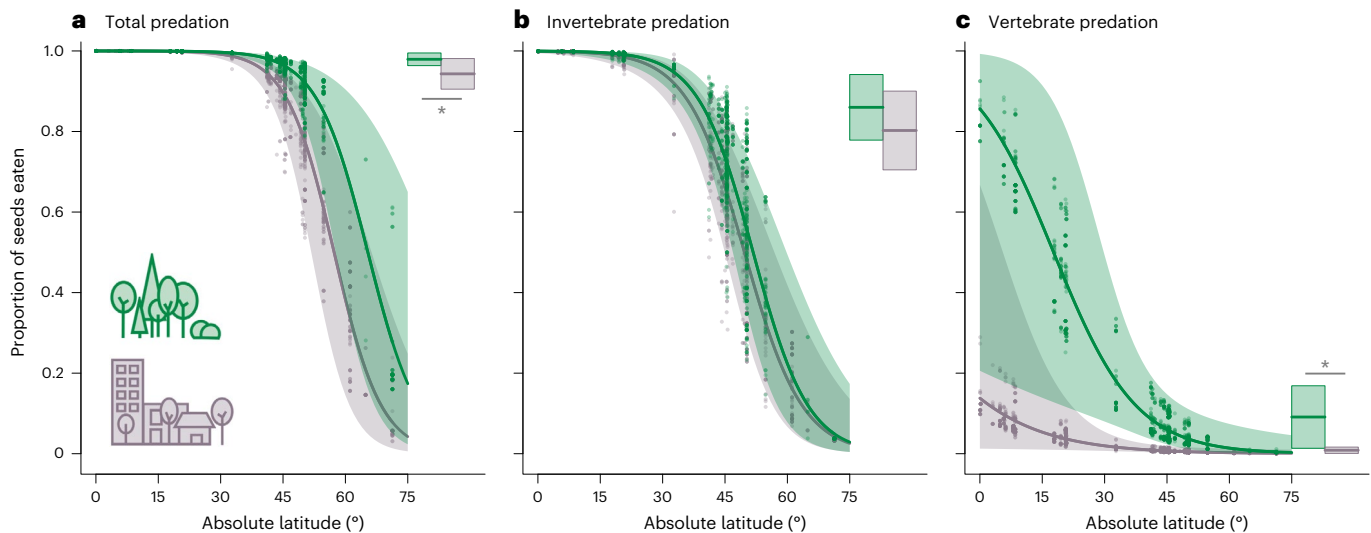 a Total predation
b Invertebrate predation
c Vertebrate predation
Proportion of seeds eaten
1.0
0.8
0.6
0.4
0.2
0
*
*
0 15 30 45 60 75
0 15 30 45 60 75
0 15 30 45 60 75
Absolute latitude (°)
Absolute latitude (°)
Absolute latitude (°)